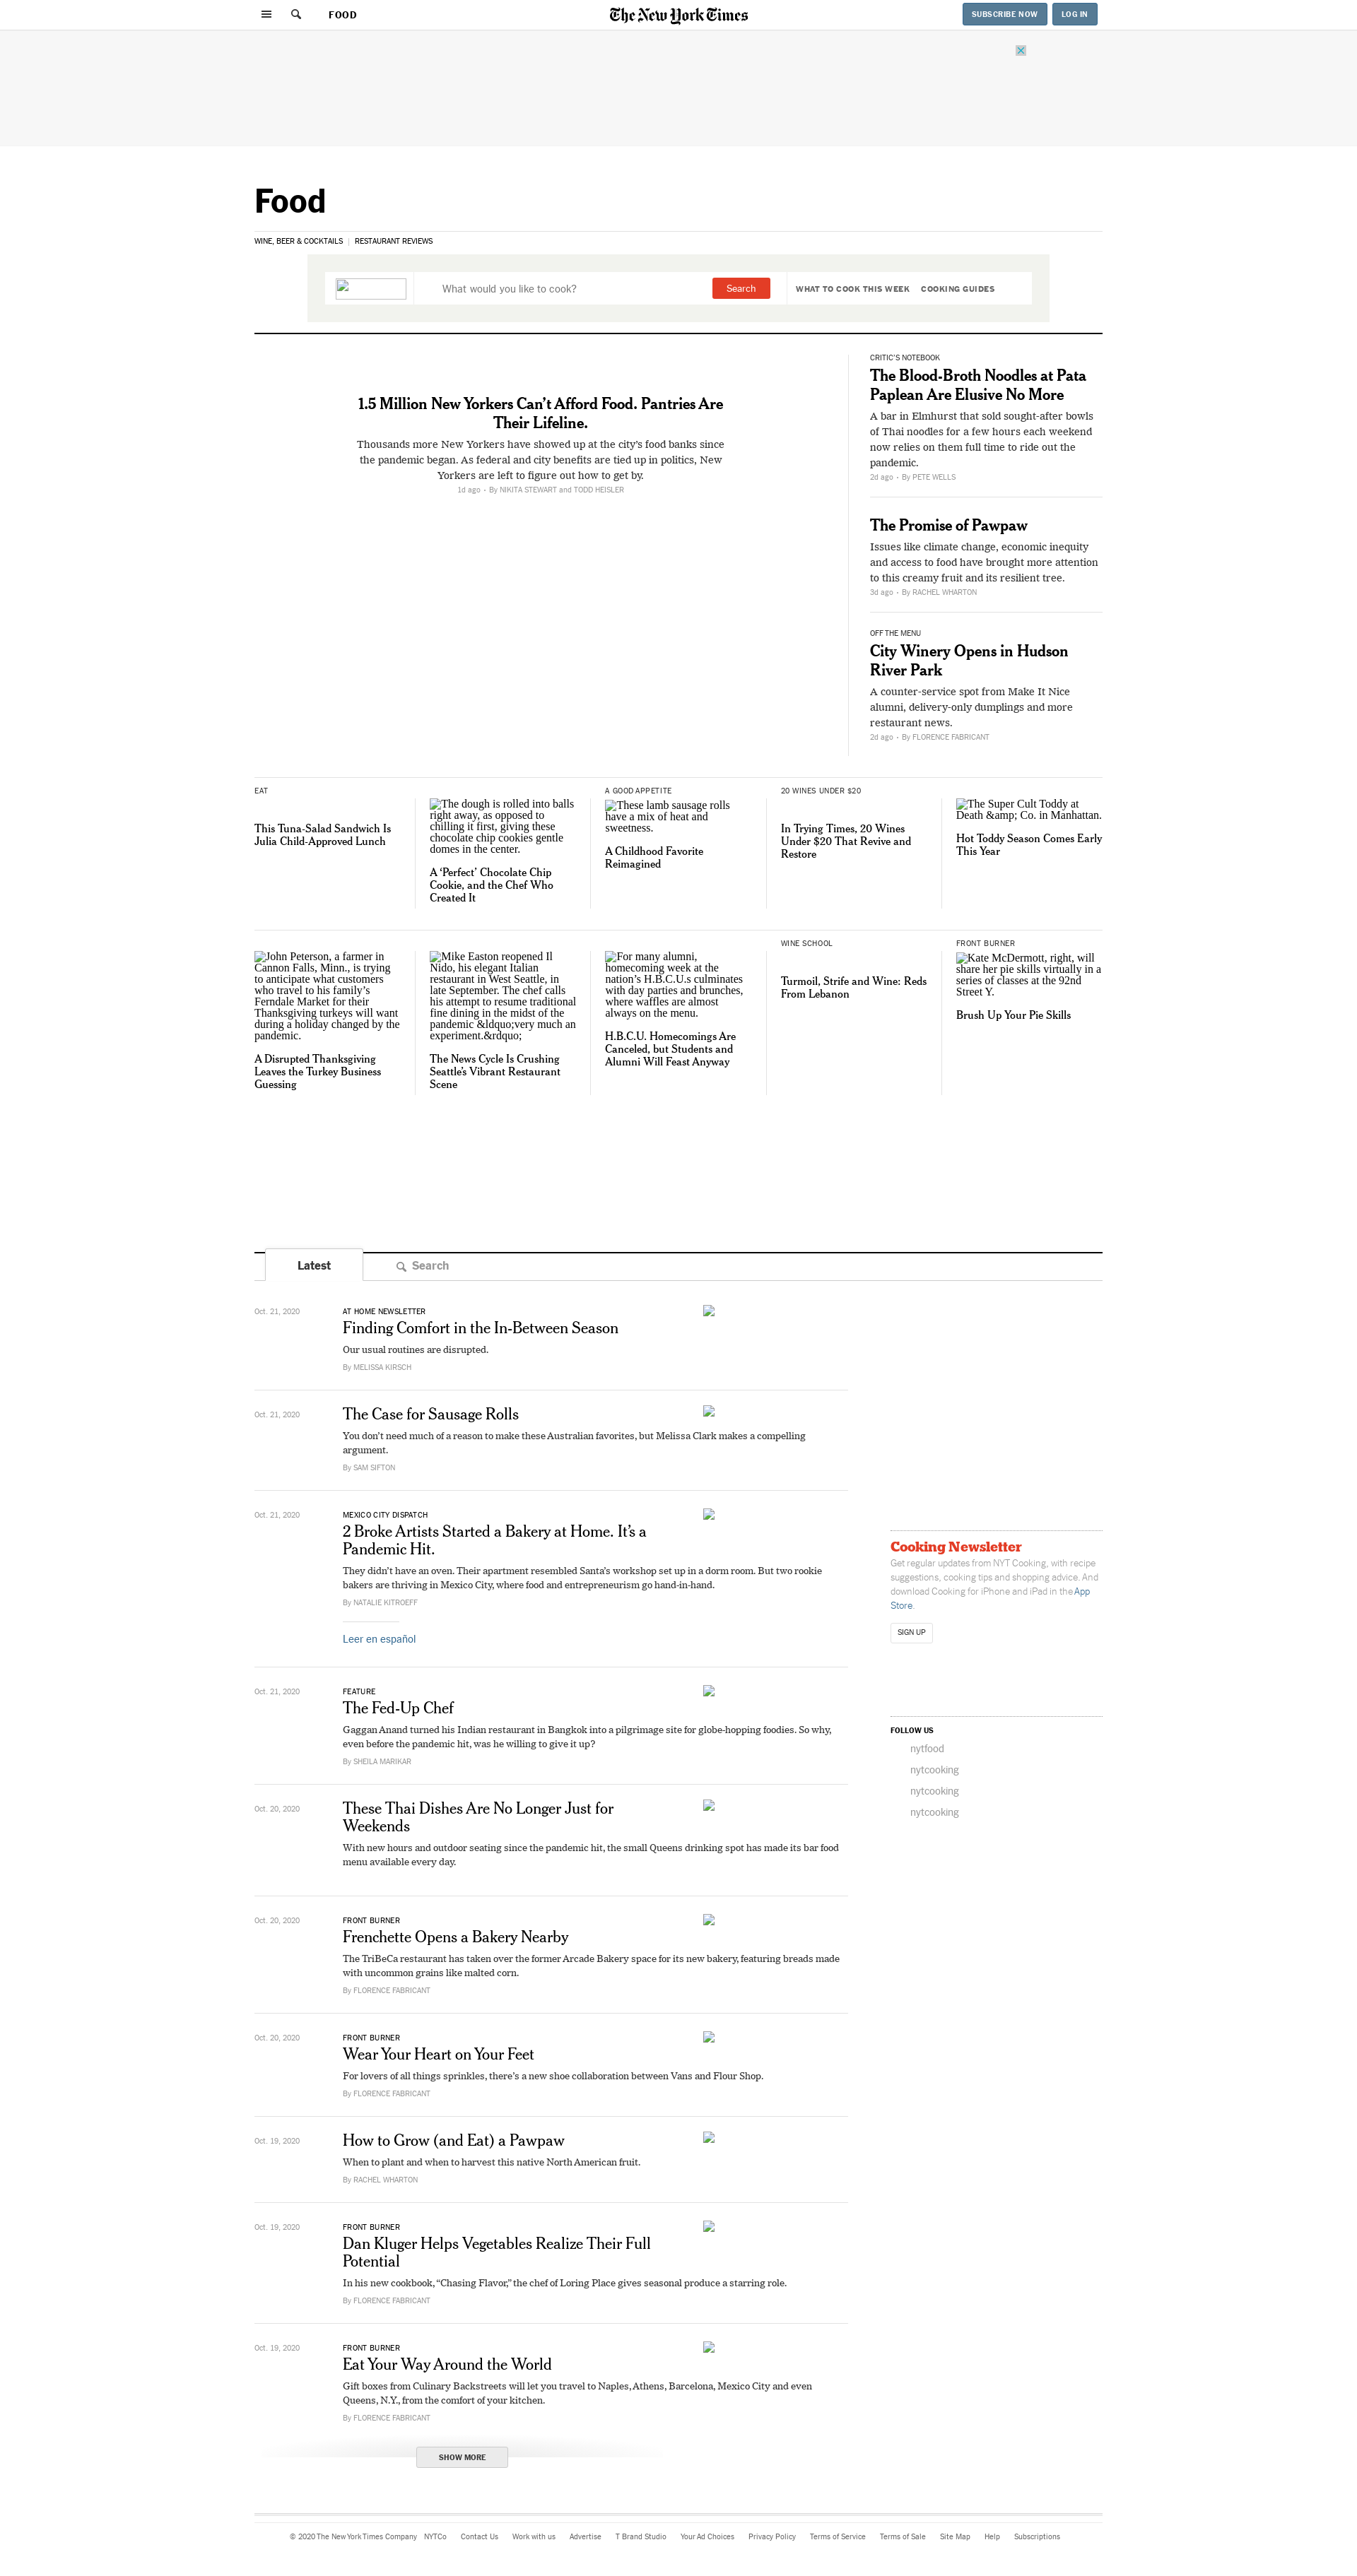 FOOD
The New York Times
SUBSCRIBE NOW
LOG IN
Food
WINE, BEER & COCKTAILS
RESTAURANT REVIEWS
What would you like to cook?
Search
WHAT TO COOK THIS WEEK
COOKING GUIDES
1.5 Million New Yorkers Can’t Afford Food. Pantries Are
Their Lifeline.
Thousands more New Yorkers have showed up at the city’s food banks since
the pandemic began. As federal and city benefits are tied up in politics, New
Yorkers are left to figure out how to get by.
1d ago • By NIKITA STEWART and TODD HEISLER
CRITIC’S NOTEBOOK
The Blood-Broth Noodles at Pata
Paplean Are Elusive No More
A bar in Elmhurst that sold sought-after bowls
of Thai noodles for a few hours each weekend
now relies on them full time to ride out the
pandemic.
2d ago • By PETE WELLS
The Promise of Pawpaw
Issues like climate change, economic inequity
and access to food have brought more attention
to this creamy fruit and its resilient tree.
3d ago • By RACHEL WHARTON
OFF THE MENU
City Winery Opens in Hudson
River Park
A counter-service spot from Make It Nice
alumni, delivery-only dumplings and more
restaurant news.
2d ago • By FLORENCE FABRICANT
EAT
This Tuna-Salad Sandwich Is
Julia Child-Approved Lunch
The dough is rolled into balls
right away, as opposed to
chilling it first, giving these
chocolate chip cookies gentle
domes in the center.
A ‘Perfect’ Chocolate Chip
Cookie, and the Chef Who
Created It
A GOOD APPETITE
These lamb sausage rolls
have a mix of heat and
sweetness.
A Childhood Favorite
Reimagined
20 WINES UNDER $20
In Trying Times, 20 Wines
Under $20 That Revive and
Restore
The Super Cult Toddy at
Death &amp; Co. in Manhattan.
Hot Toddy Season Comes Early
This Year
John Peterson, a farmer in
Cannon Falls, Minn., is trying
to anticipate what customers
who travel to his family’s
Ferndale Market for their
Thanksgiving turkeys will want
during a holiday changed by the
pandemic.
A Disrupted Thanksgiving
Leaves the Turkey Business
Guessing
Mike Easton reopened Il
Nido, his elegant Italian
restaurant in West Seattle, in
late September. The chef calls
his attempt to resume traditional
fine dining in the midst of the
pandemic &ldquo;very much an
experiment.&rdquo;
The News Cycle Is Crushing
Seattle’s Vibrant Restaurant
Scene
For many alumni,
homecoming week at the
nation’s H.B.C.U.s culminates
with day parties and brunches,
where waffles are almost
always on the menu.
H.B.C.U. Homecomings Are
Canceled, but Students and
Alumni Will Feast Anyway
WINE SCHOOL
Turmoil, Strife and Wine: Reds
From Lebanon
FRONT BURNER
Kate McDermott, right, will
share her pie skills virtually in a
series of classes at the 92nd
Street Y.
Brush Up Your Pie Skills
Latest
Search
Oct. 21, 2020
AT HOME NEWSLETTER
Finding Comfort in the In-Between Season
Our usual routines are disrupted.
By MELISSA KIRSCH
Oct. 21, 2020
The Case for Sausage Rolls
You don’t need much of a reason to make these Australian favorites, but Melissa Clark makes a compelling
argument.
By SAM SIFTON
Oct. 21, 2020
MEXICO CITY DISPATCH
2 Broke Artists Started a Bakery at Home. It’s a
Pandemic Hit.
They didn’t have an oven. Their apartment resembled Santa’s workshop set up in a dorm room. But two rookie
bakers are thriving in Mexico City, where food and entrepreneurism go hand-in-hand.
By NATALIE KITROEFF
Leer en español
Oct. 21, 2020
FEATURE
The Fed-Up Chef
Gaggan Anand turned his Indian restaurant in Bangkok into a pilgrimage site for globe-hopping foodies. So why,
even before the pandemic hit, was he willing to give it up?
By SHEILA MARIKAR
Oct. 20, 2020
These Thai Dishes Are No Longer Just for
Weekends
With new hours and outdoor seating since the pandemic hit, the small Queens drinking spot has made its bar food
menu available every day.
Oct. 20, 2020
FRONT BURNER
Frenchette Opens a Bakery Nearby
The TriBeCa restaurant has taken over the former Arcade Bakery space for its new bakery, featuring breads made
with uncommon grains like malted corn.
By FLORENCE FABRICANT
Oct. 20, 2020
FRONT BURNER
Wear Your Heart on Your Feet
For lovers of all things sprinkles, there’s a new shoe collaboration between Vans and Flour Shop.
By FLORENCE FABRICANT
Oct. 19, 2020
How to Grow (and Eat) a Pawpaw
When to plant and when to harvest this native North American fruit.
By RACHEL WHARTON
Oct. 19, 2020
FRONT BURNER
Dan Kluger Helps Vegetables Realize Their Full
Potential
In his new cookbook, “Chasing Flavor,” the chef of Loring Place gives seasonal produce a starring role.
By FLORENCE FABRICANT
Oct. 19, 2020
FRONT BURNER
Eat Your Way Around the World
Gift boxes from Culinary Backstreets will let you travel to Naples, Athens, Barcelona, Mexico City and even
Queens, N.Y., from the comfort of your kitchen.
By FLORENCE FABRICANT
SHOW MORE
Cooking Newsletter
Get regular updates from NYT Cooking, with recipe
suggestions, cooking tips and shopping advice. And
download Cooking for iPhone and iPad in the App
Store.
SIGN UP
FOLLOW US
nytfood
nytcooking
nytcooking
nytcooking
© 2020 The New York Times Company NYTCo Contact Us Work with us Advertise T Brand Studio Your Ad Choices Privacy Policy Terms of Service Terms of Sale Site Map Help Subscriptions